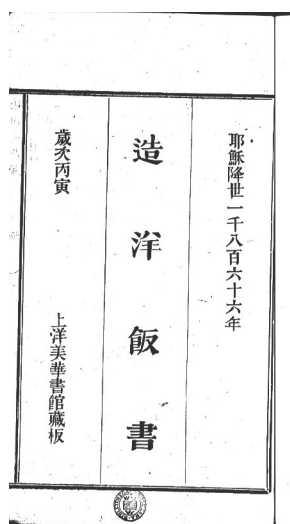 耶穌降世一千八百六十六年
造洋飯書
歲次丙寅
上洋美華書館藏板